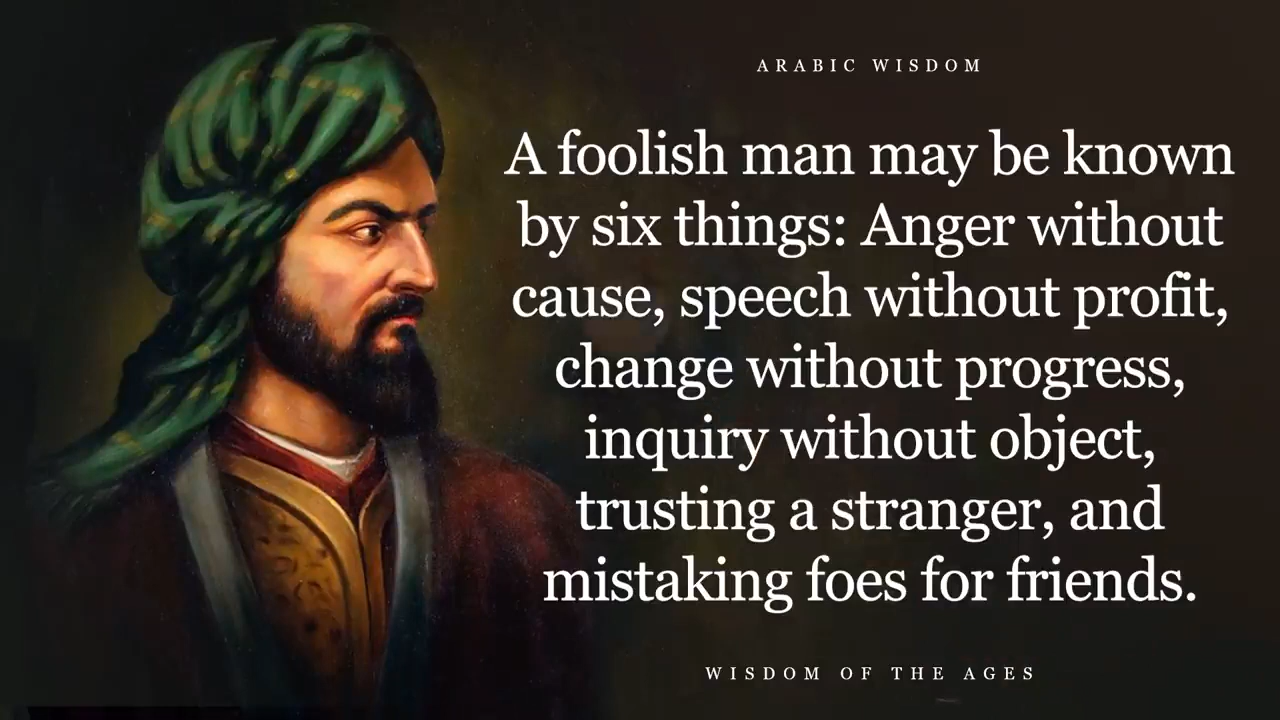 ARABIC WISDOM
A foolish man may be known
by six things: Anger without
cause, speech without profit,
change without progress,
inquiry without object,
trusting a stranger, and
mistaking foes for friends.
WISDOM OF THE AGES